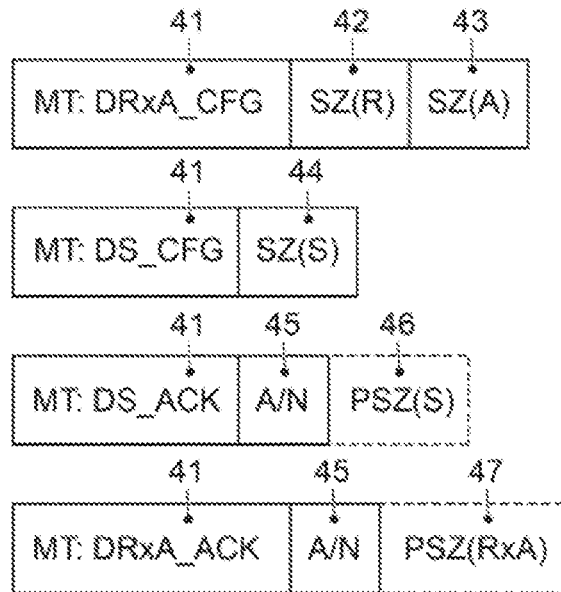 41 42 43
MT: DRxA_CFG SZ(R) SZ(A)
41 44
MT: DS_CFG SZ(S)
41 45 46
MT: DS_ACK A/N PSZ(S)
41 45 47
MT: DRxA_ACK A/N PSZ(RxA)